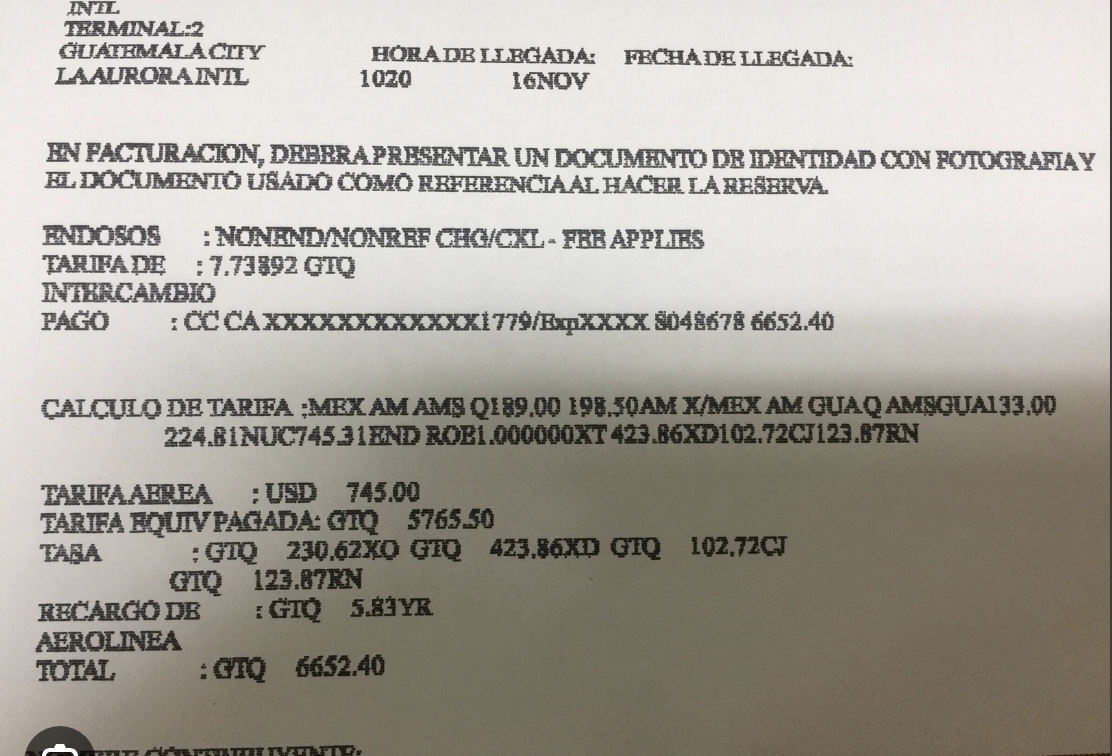 INTL
TERMINAL:2
GUATEMALA CITY HORA DE LLEGADA: FECHA DE LLEGADA:
LA AURORA INTL 1020 16NOV
EN FACTURACION, DEBERA PRESENTAR UN DOCUMENTO DE IDENTIDAD CON FOTOGRAFIA Y
EL DOCUMENTO USADO COMO REFERENCIA AL HACER LA RESERVA.
ENDOSOS : NONEND/NONREF CHG/CXL - FEE APPLIES
TARIFA DE : 7.73892 GTQ
INTERCAMBIO
PAGO : CC CA XXXXXXXXXXXX1779/ExpXXXX 8048678 6652.40
CALCULO DE TARIFA :MEX AM AMS Q189.00 198.50AM X/MEX AM GUA Q AMSGUA133.00
224.81NUC745.31END ROE1.000000XT 423.86XD102.72CJ123.87RN
TARIFA AEREA : USD 745.00
TARIFA EQUIV PAGADA: GTQ 5765.50
TASA : GTQ 230.62XO GTQ 423.86XD GTQ 102.72CJ
GTQ 123.87RN
RECARGO DE : GTQ 5.83YR
AEROLINEA
TOTAL : GTQ 6652.40